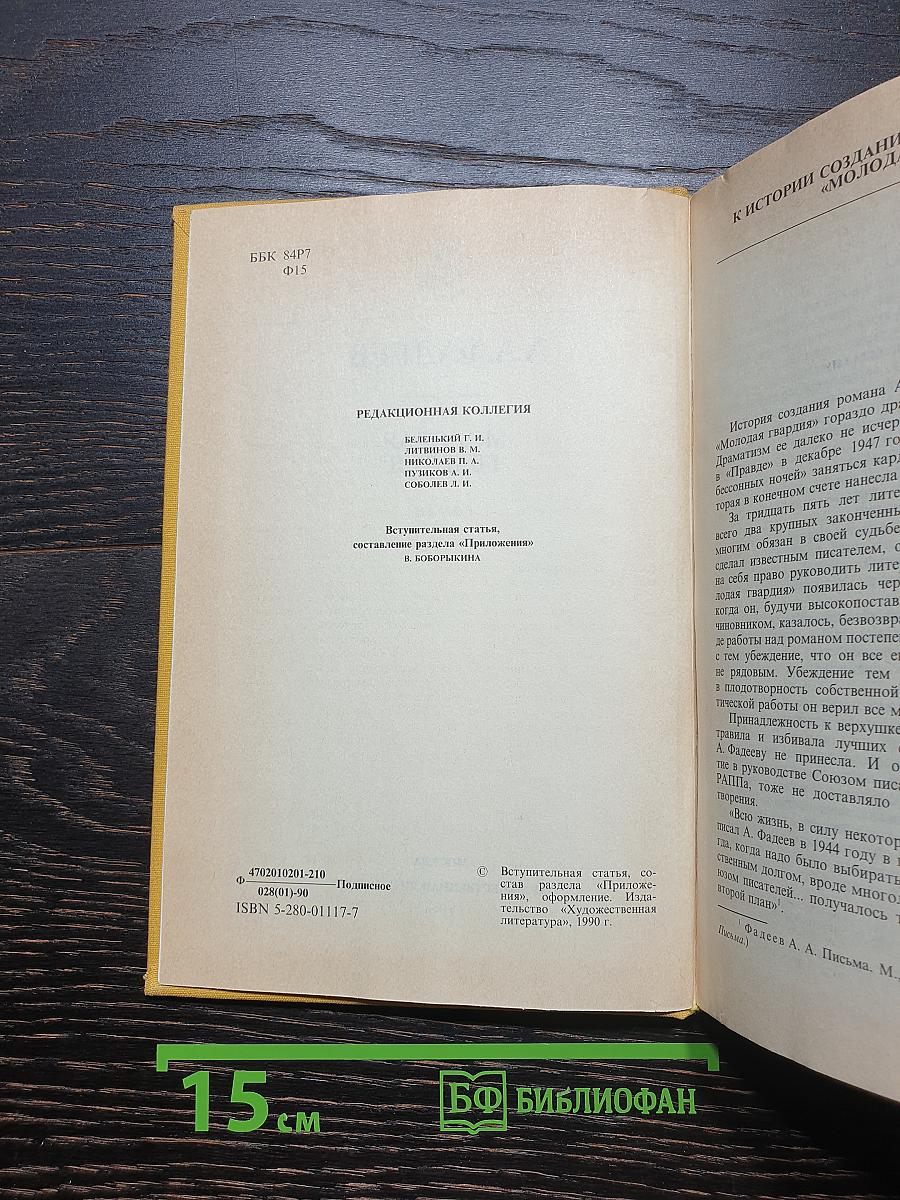 ББК 84Р7
Ф15
РЕДАКЦИОННАЯ КОЛЛЕГИЯ
БЕЛЕНЬКИЙ Г. И.
ЛИТВИНОВ В. М.
НИКОЛАЕВ П. А.
ПУЗИКОВ А. И.
СОБОЛЕВ Л. И.
Вступительная статья,
составление раздела «Приложения»
В. БОБОРЫКИНА
4702010201-210
Ф
Подписное
028(01)-90
ISBN 5-280-01117-7
© Вступительная статья, со-
став раздела «Приложе-
ния», оформление. Изда-
тельство «Художественная
литература», 1990 г.
К ИСТОРИИ СОЗДАНИ
«МОЛОДА
История создания романа А
«Молодая гвардия» гораздо дра
Драматизм ее далеко не исчер
в «Правде» в декабре 1947 го
бессонных ночей» заняться кард
торая в конечном счете нанесла
За тридцать пять лет лите
всего два крупных законченны
многим обязан в своей судьбе
сделал известным писателем, о
на себя право руководить лите
лодая гвардия» появилась чер
когда он, будучи высокопостав
чиновником, казалось, безвозвра
де работы над романом постепе
с тем убеждение, что он все е
не рядовым. Убеждение тем
в плодотворность собственной
тической работы он верил все м
Принадлежность к верхушке
травила и избивала лучших
А. Фадееву не принесла. И о
тие в руководстве Союзом писа
РАППа, тоже не доставляло
творения.
«Всю жизнь, в силу некотор
писал А. Фадеев в 1944 году в
гда, когда надо было выбирать
ственным долгом, вроде многол
юзом писателей... получалось т
второй план»¹.
¹ Фадеев А. А. Письма. М.,
Письма.)
15 см
БФ БИБЛИОФАН